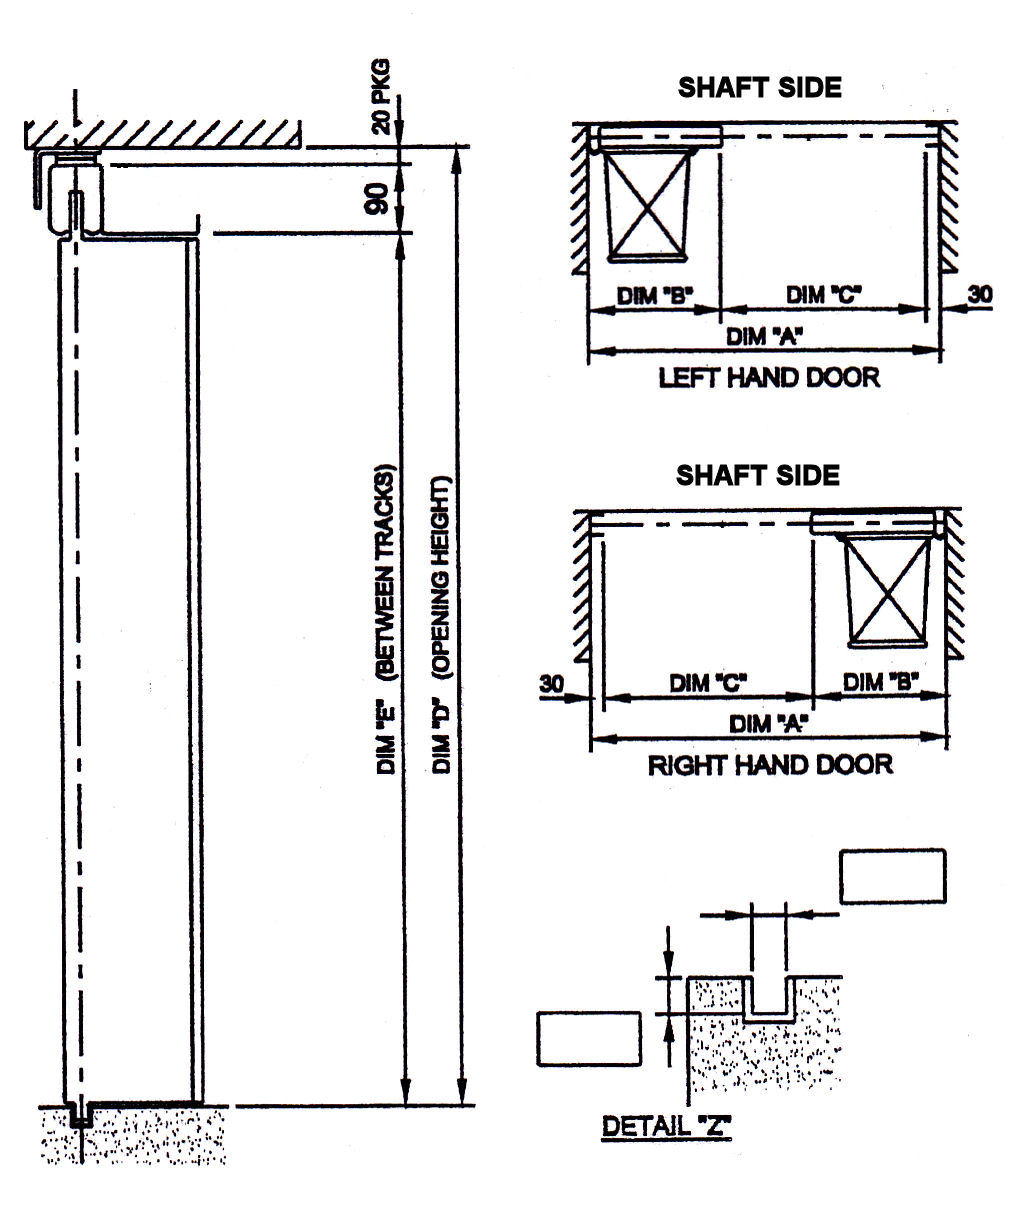 20 PKG
90
DIM "E" (BETWEEN TRACKS)
DIM "D" (OPENING HEIGHT)
SHAFT SIDE
DIM "B"
DIM "C"
30
DIM "A"
LEFT HAND DOOR
SHAFT SIDE
30
DIM "C"
DIM "B"
DIM "A"
RIGHT HAND DOOR
DETAIL "Z"